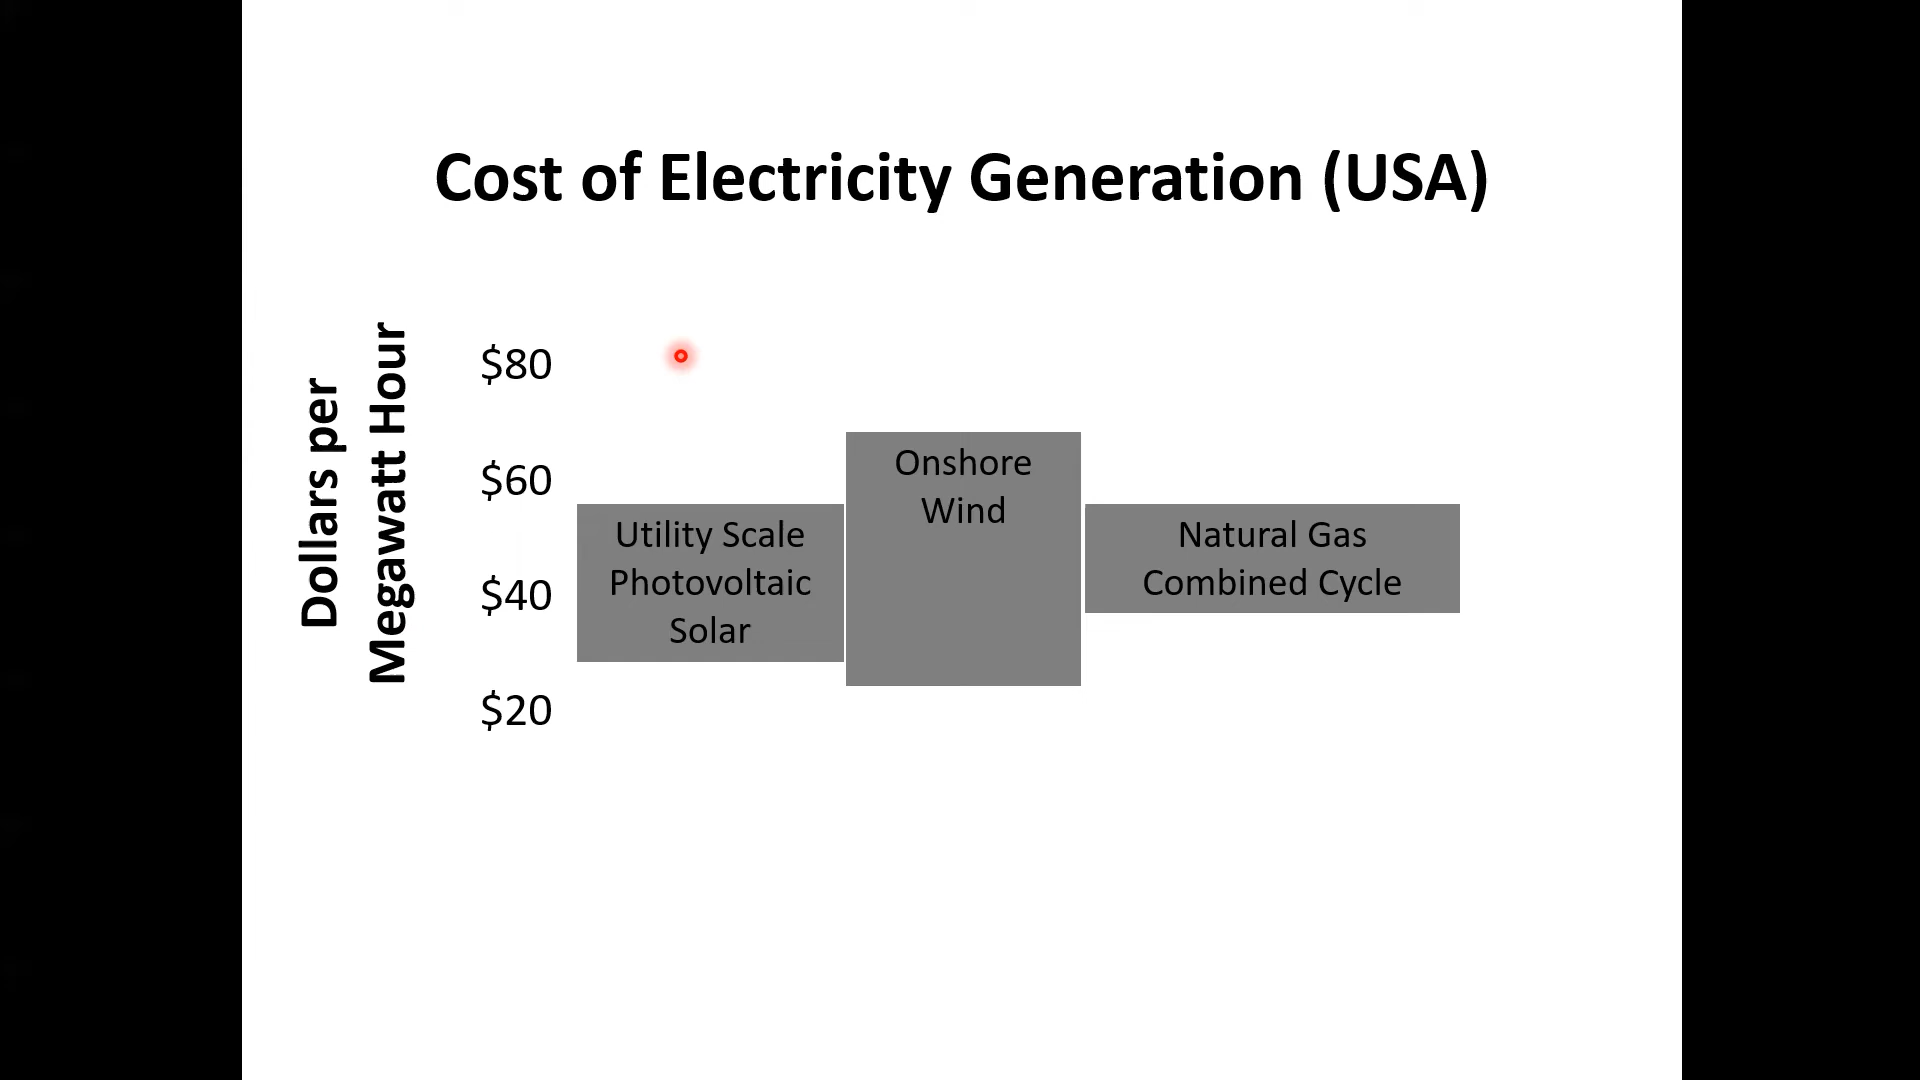 Cost of Electricity Generation (USA)
Dollars per
Megawatt Hour
$80
$60
$40
$20
Utility Scale
Photovoltaic
Solar
Onshore
Wind
Natural Gas
Combined Cycle